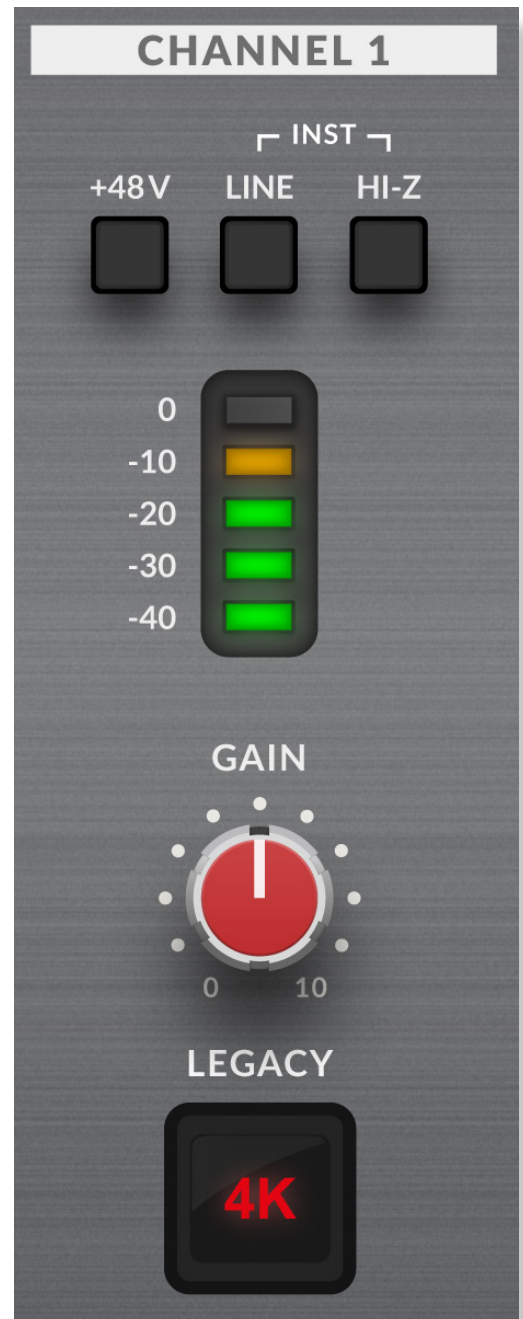 CHANNEL 1
INST
+48V LINE HI-Z
0
-10
-20
-30
-40
GAIN
0 10
LEGACY
4K